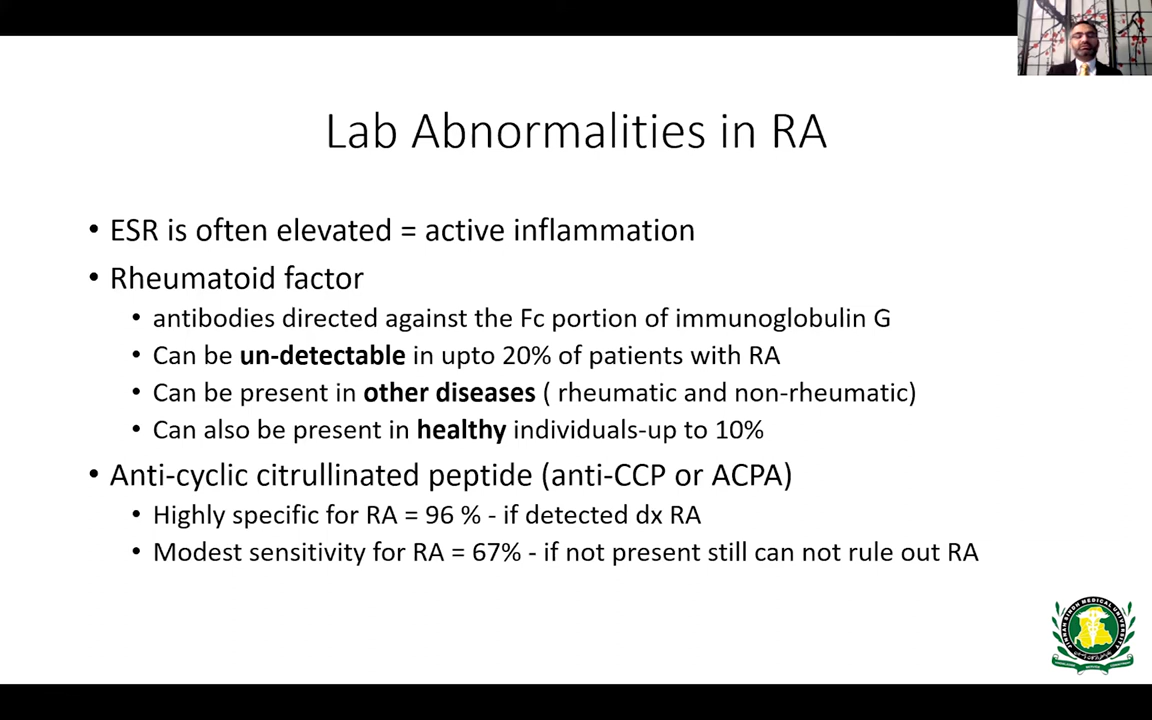 Lab Abnormalities in RA
• ESR is often elevated = active inflammation
• Rheumatoid factor
• antibodies directed against the Fc portion of immunoglobulin G
• Can be un-detectable in upto 20% of patients with RA
• Can be present in other diseases ( rheumatic and non-rheumatic)
• Can also be present in healthy individuals-up to 10%
• Anti-cyclic citrullinated peptide (anti-CCP or ACPA)
• Highly specific for RA = 96 % - if detected dx RA
• Modest sensitivity for RA = 67% - if not present still can not rule out RA
JINNAH SINDH MEDICAL UNIVERSITY